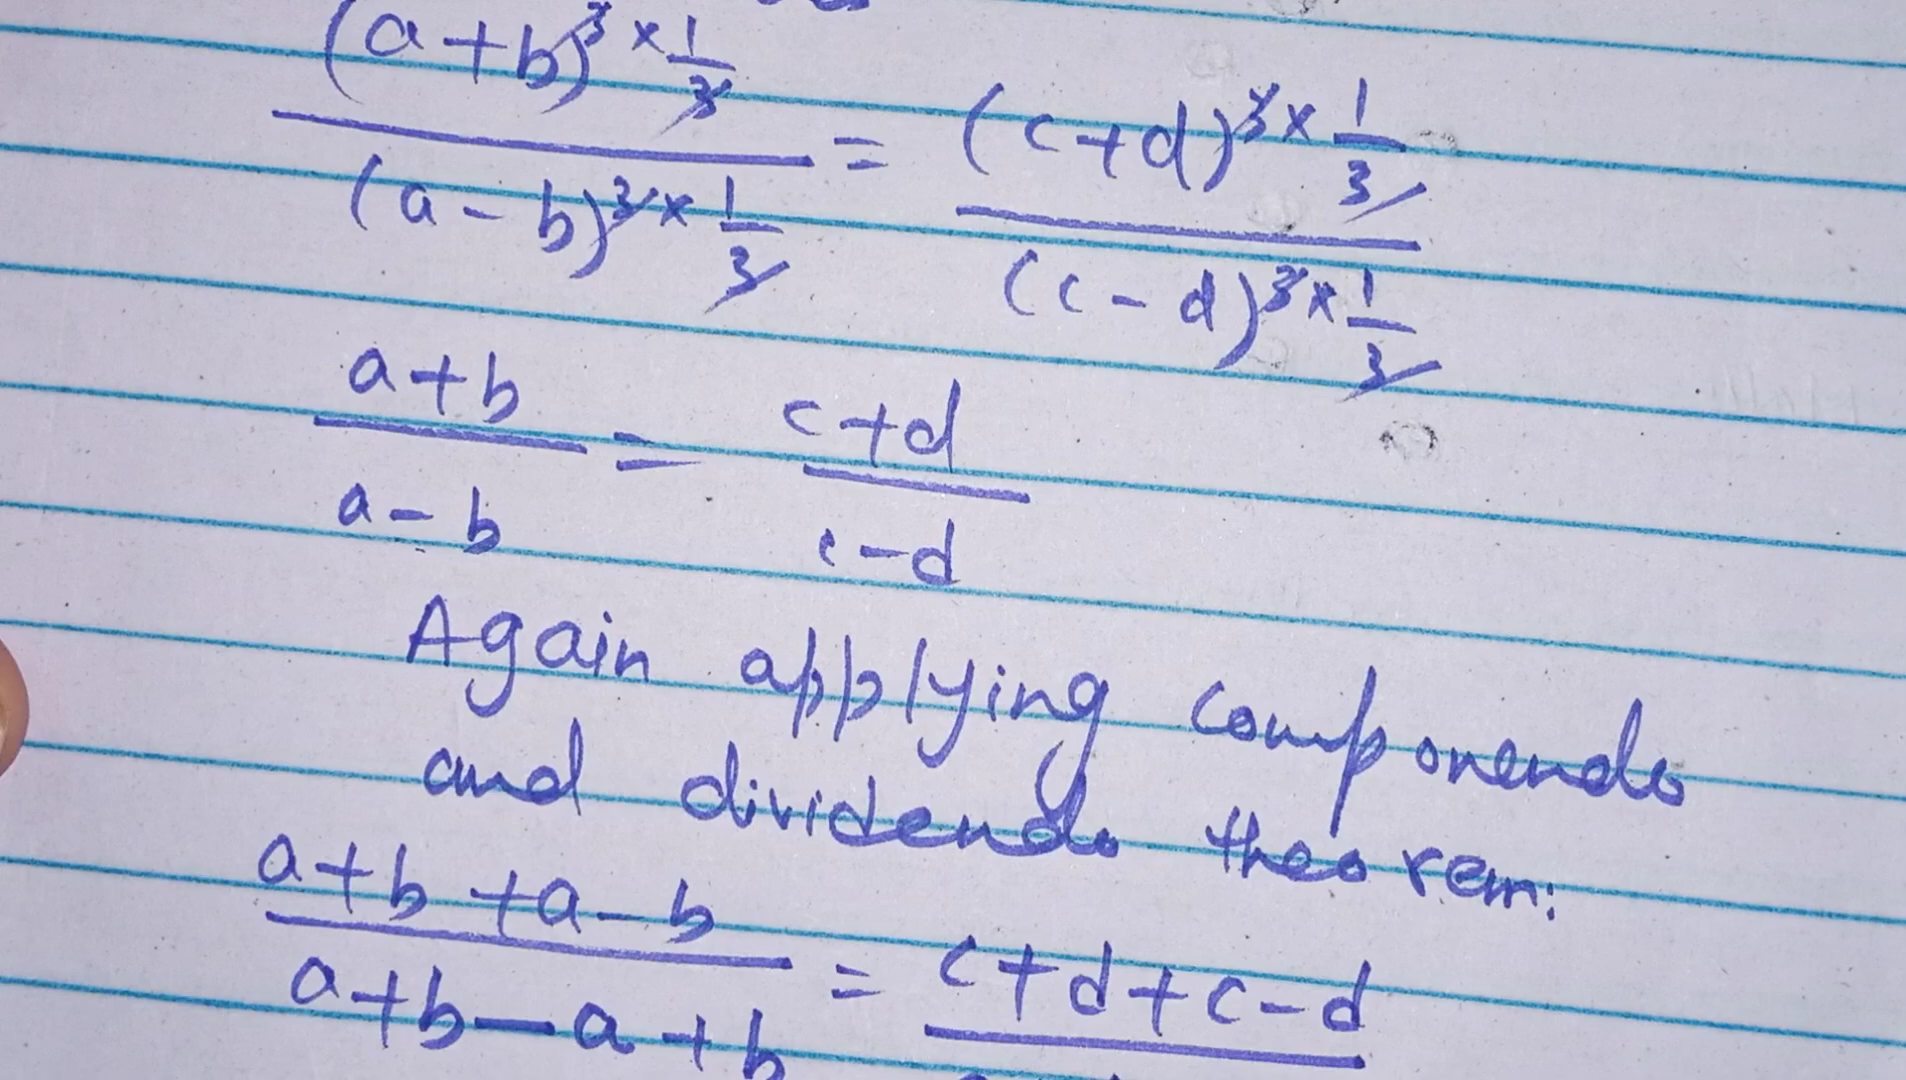 (a+b)^3×1/3 / (a-b)^3×1/3 = (c+d)^3×1/3 / (c-d)^3×1/3
a+b / a-b = c+d / c-d
Again applying componendo
and dividendo theorem:
a+b+a-b / a+b-a+b = c+d+c-d